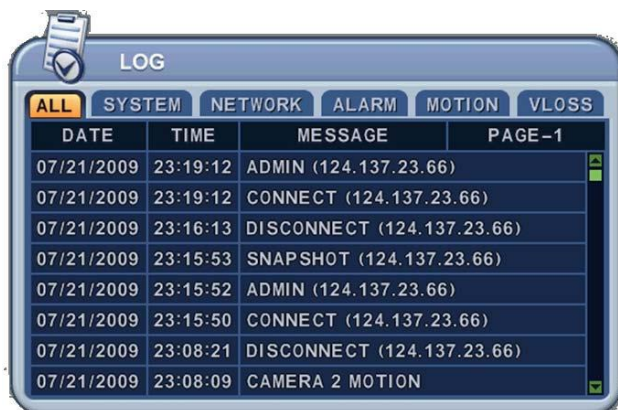 LOG
ALL SYSTEM NETWORK ALARM MOTION VLOSS
DATE TIME MESSAGE PAGE-1
07/21/2009 23:19:12 ADMIN (124.137.23.66)
07/21/2009 23:19:12 CONNECT (124.137.23.66)
07/21/2009 23:16:13 DISCONNECT (124.137.23.66)
07/21/2009 23:15:53 SNAPSHOT (124.137.23.66)
07/21/2009 23:15:52 ADMIN (124.137.23.66)
07/21/2009 23:15:50 CONNECT (124.137.23.66)
07/21/2009 23:08:21 DISCONNECT (124.137.23.66)
07/21/2009 23:08:09 CAMERA 2 MOTION